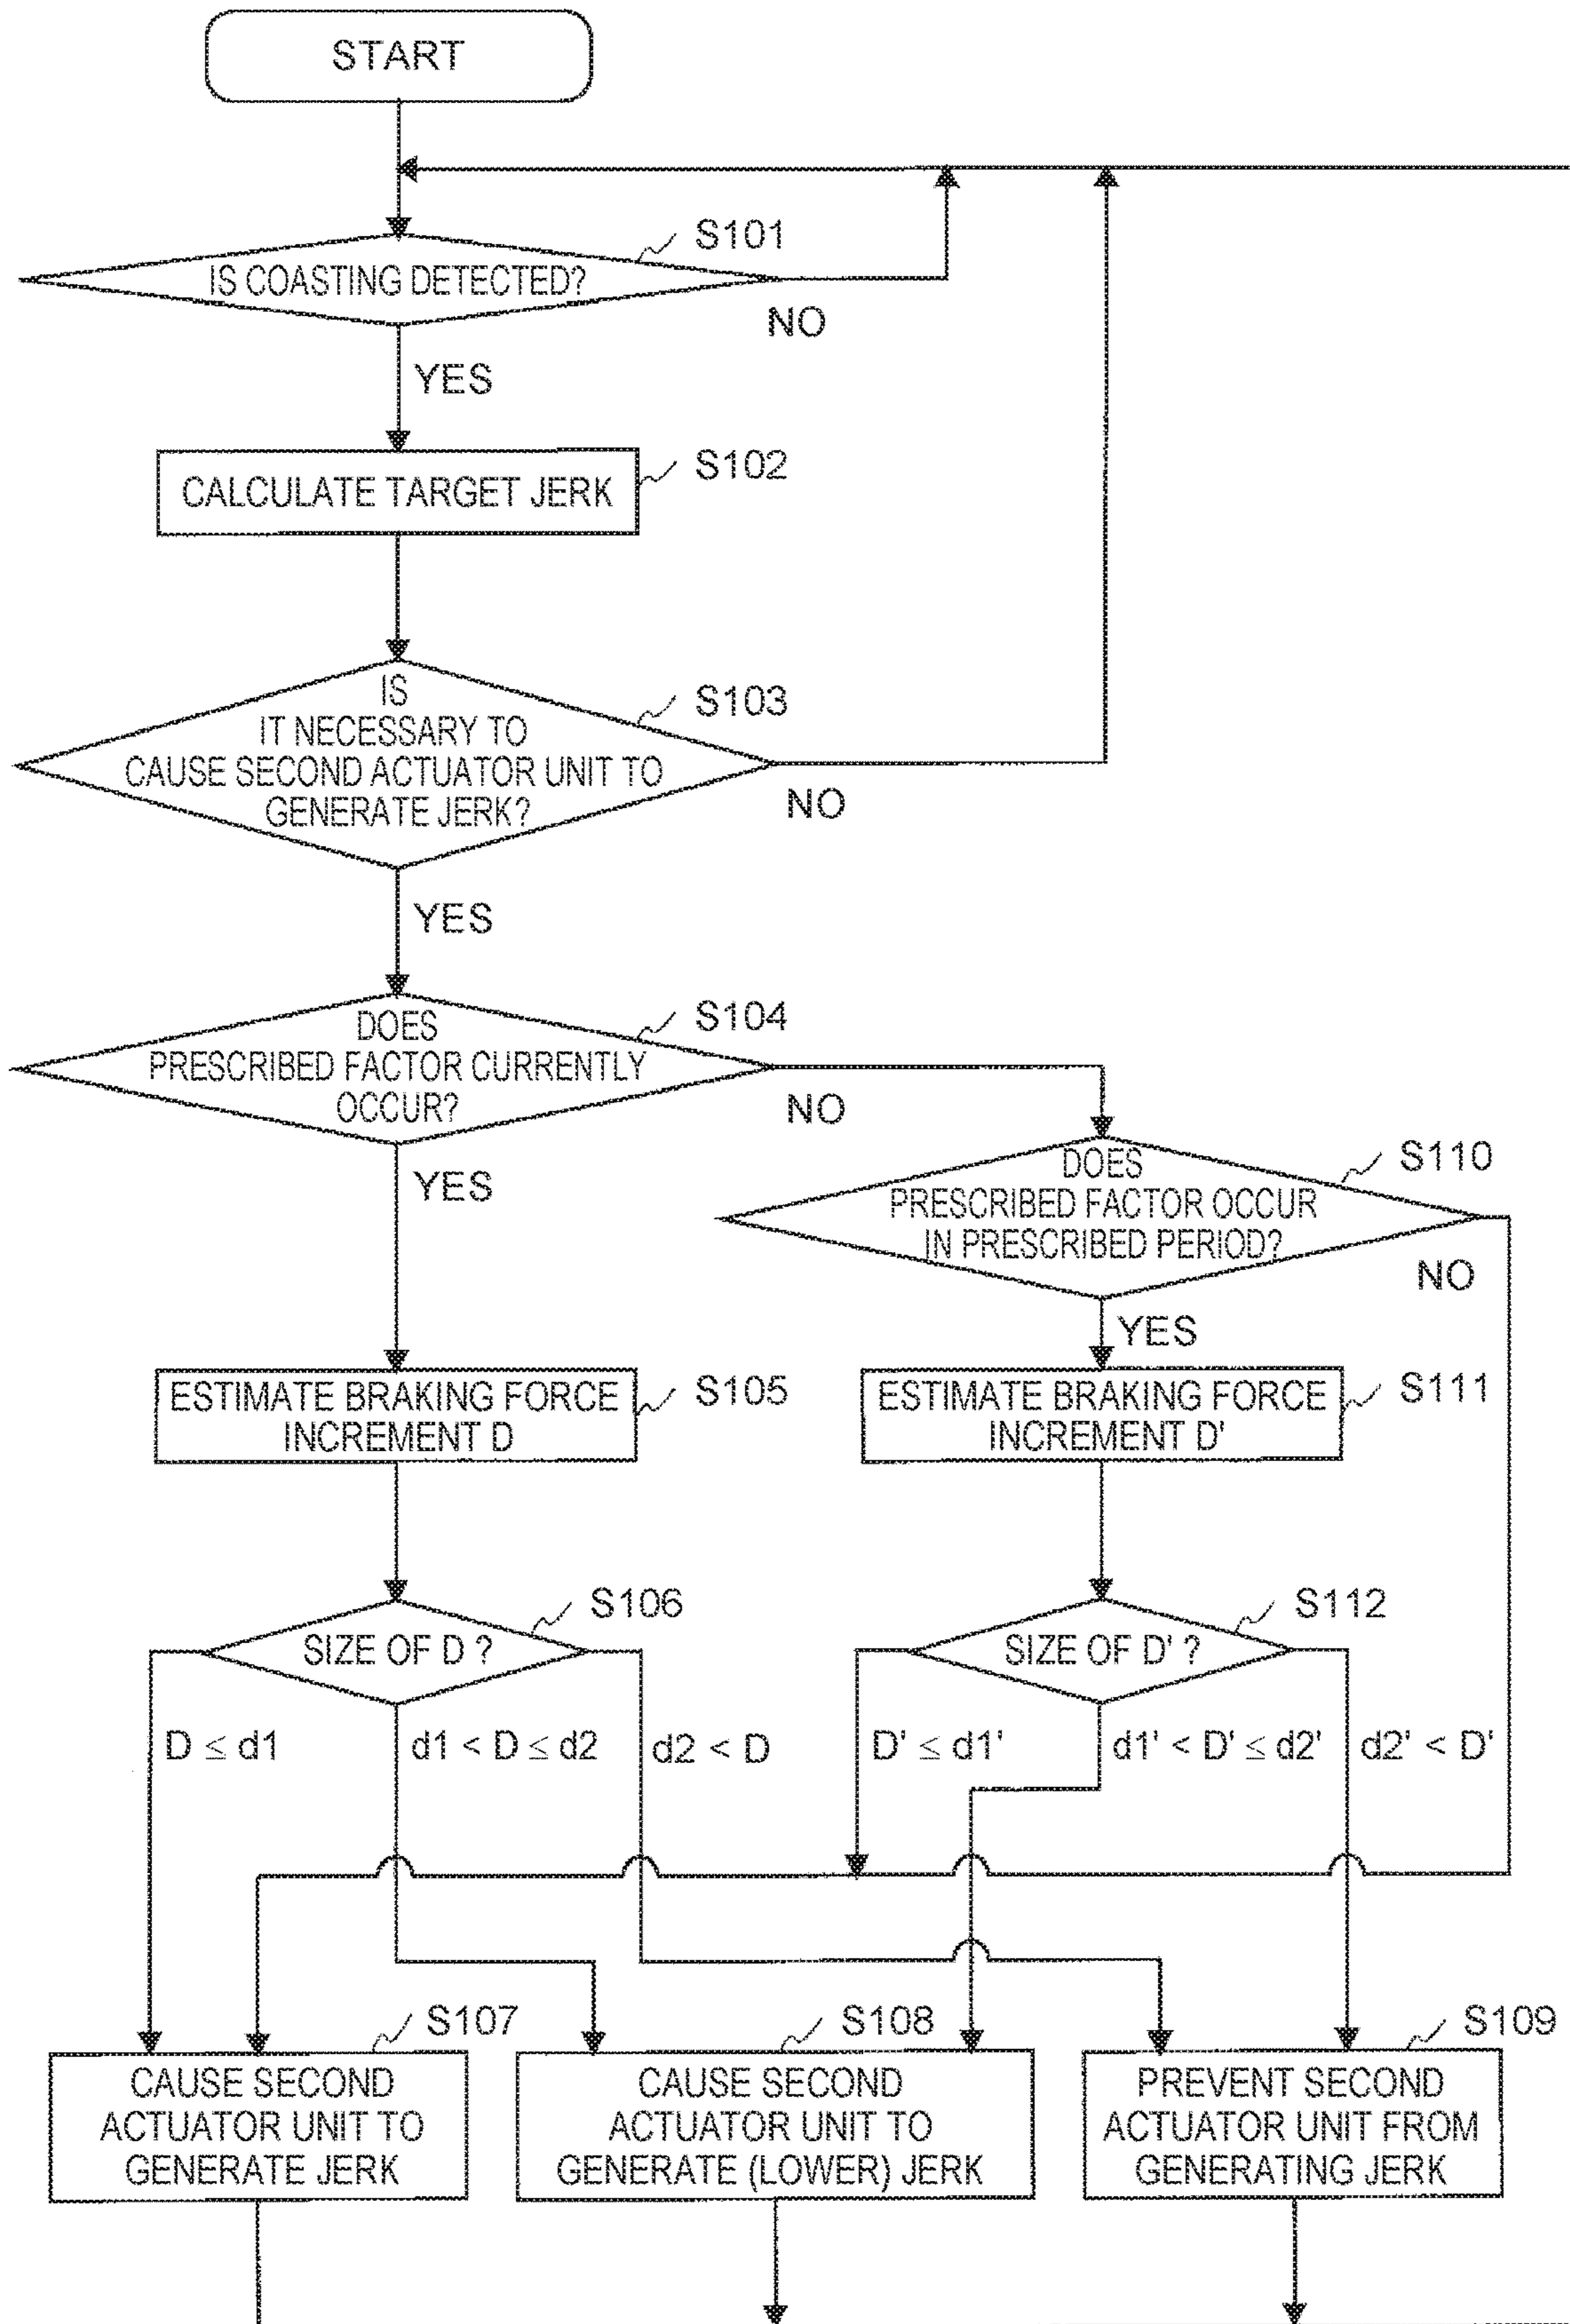 START
S101
IS COASTING DETECTED?
NO
YES
S102
CALCULATE TARGET JERK
S103
IS
IT NECESSARY TO
CAUSE SECOND ACTUATOR UNIT TO
GENERATE JERK?
NO
YES
S104
DOES
PRESCRIBED FACTOR CURRENTLY
OCCUR?
NO
YES
S110
DOES
PRESCRIBED FACTOR OCCUR
IN PRESCRIBED PERIOD?
NO
YES
S105
ESTIMATE BRAKING FORCE
INCREMENT D
S111
ESTIMATE BRAKING FORCE
INCREMENT D'
S106
SIZE OF D ?
S112
SIZE OF D' ?
D ≤ d1
d1 < D ≤ d2
d2 < D
D' ≤ d1'
d1' < D' ≤ d2'
d2' < D'
S107
CAUSE SECOND
ACTUATOR UNIT TO
GENERATE JERK
S108
CAUSE SECOND
ACTUATOR UNIT TO
GENERATE (LOWER) JERK
S109
PREVENT SECOND
ACTUATOR UNIT FROM
GENERATING JERK